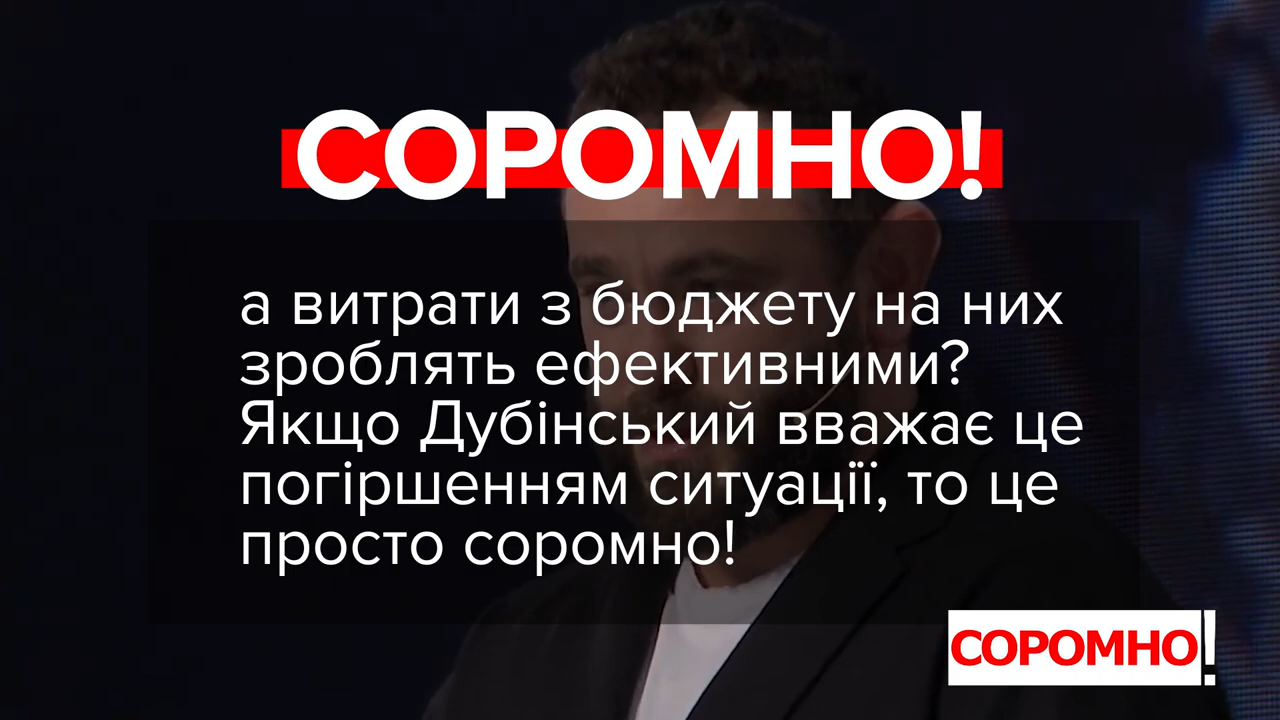 СОРОМНО!
а витрати з бюджету на них
зроблять ефективними?
Якщо Дубінський вважає це
погіршенням ситуації, то це
просто соромно!
СОРОМНО!